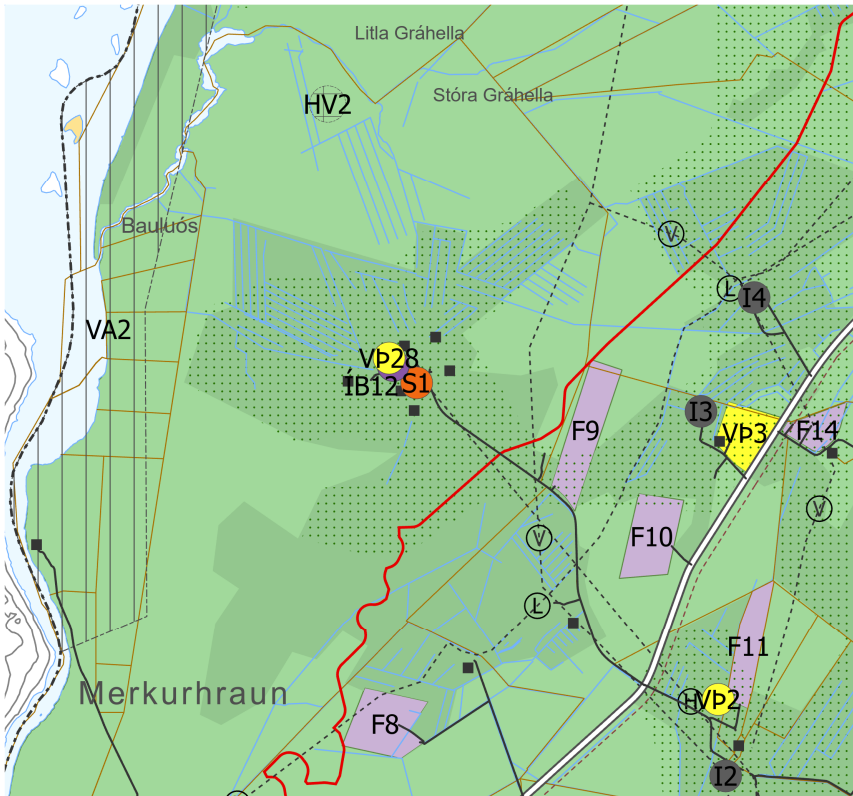 Litla Gráhella
Stóra Gráhella
HV2
Bauluós
V
L
I4
VA2
VÞ28
ÍB12
S1
I3
VÞ3
F14
F9
V
F10
V
L
F11
Merkurhraun
H
VÞ2
F8
I2